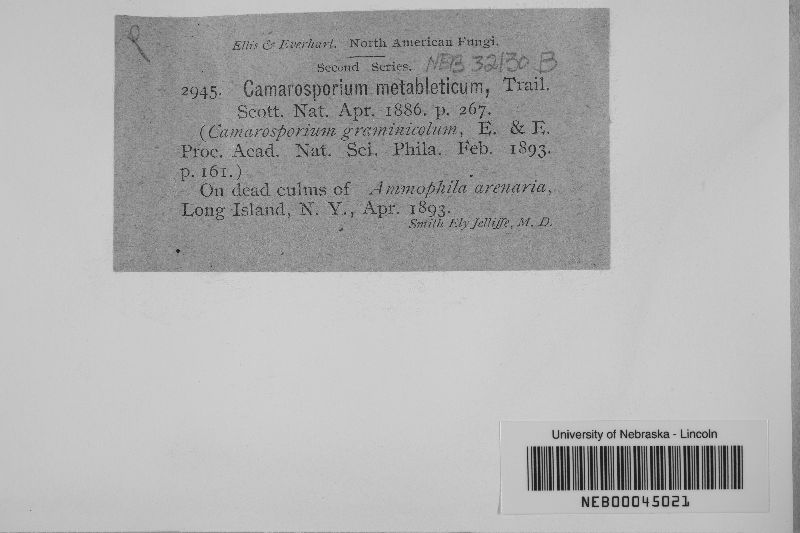 Ellis & Everhart. North American Fungi.
Second Series. NEB 32130 B
2945. Camarosporium metableticum, Trail.
Scott. Nat. Apr. 1886. p. 267.
(Camarosporium graminicolum, E. & E.
Proc. Acad. Nat. Sci. Phila. Feb. 1893.
p. 161.)
On dead culms of Ammophila arenaria,
Long Island, N. Y., Apr. 1893.
Smith Ely Jelliffe, M. D.
University of Nebraska - Lincoln
NEB00045021